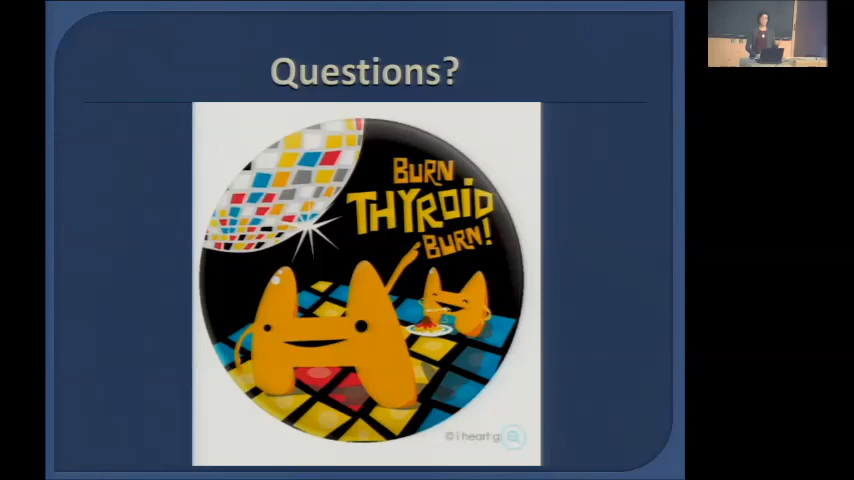 Questions?
BURN
THYROID
BURN!
© i heart g